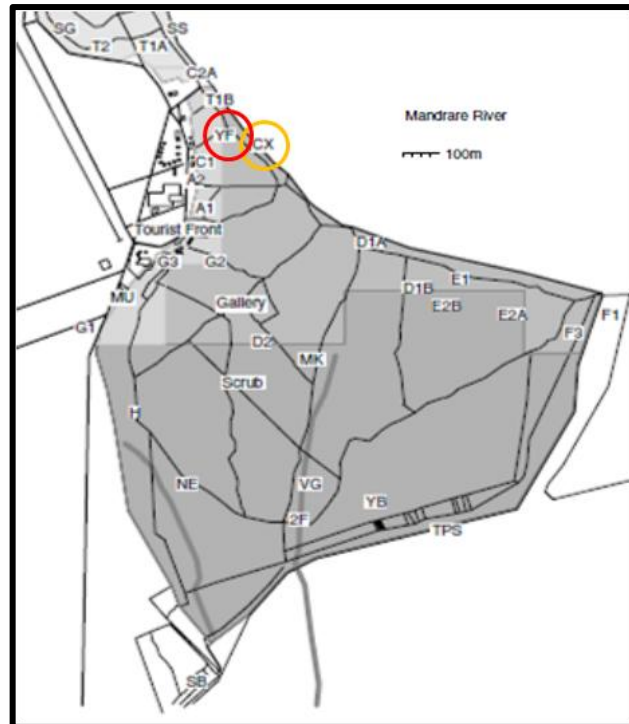 SG
SS
T2
T1A
C2A
T1B
Mandrare River
YF
CX
100m
C1
A2
A1
Tourist Front
D1A
G3
G2
E1
D1B
MU
Gallery
E2B
E2A
F1
G1
F3
D2
MK
Scrub
H
NE
VG
YB
2F
TPS
SB